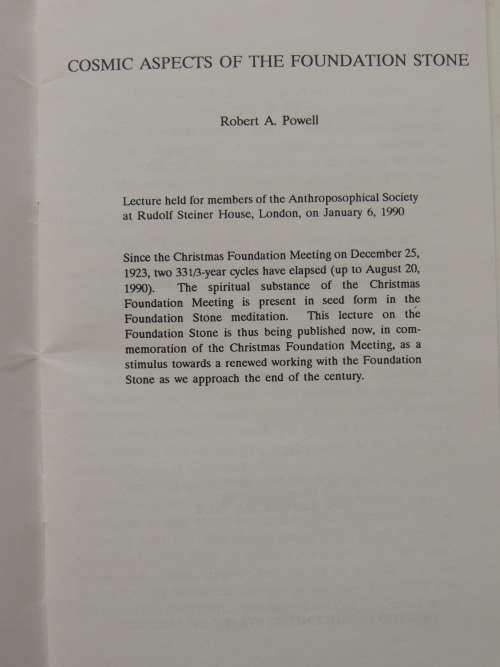 COSMIC ASPECTS OF THE FOUNDATION STONE
Robert A. Powell
Lecture held for members of the Anthroposophical Society
at Rudolf Steiner House, London, on January 6, 1990
Since the Christmas Foundation Meeting on December 25,
1923, two 331/3-year cycles have elapsed (up to August 20,
1990). The spiritual substance of the Christmas
Foundation Meeting is present in seed form in the
Foundation Stone meditation. This lecture on the
Foundation Stone is thus being published now, in com-
memoration of the Christmas Foundation Meeting, as a
stimulus towards a renewed working with the Foundation
Stone as we approach the end of the century.